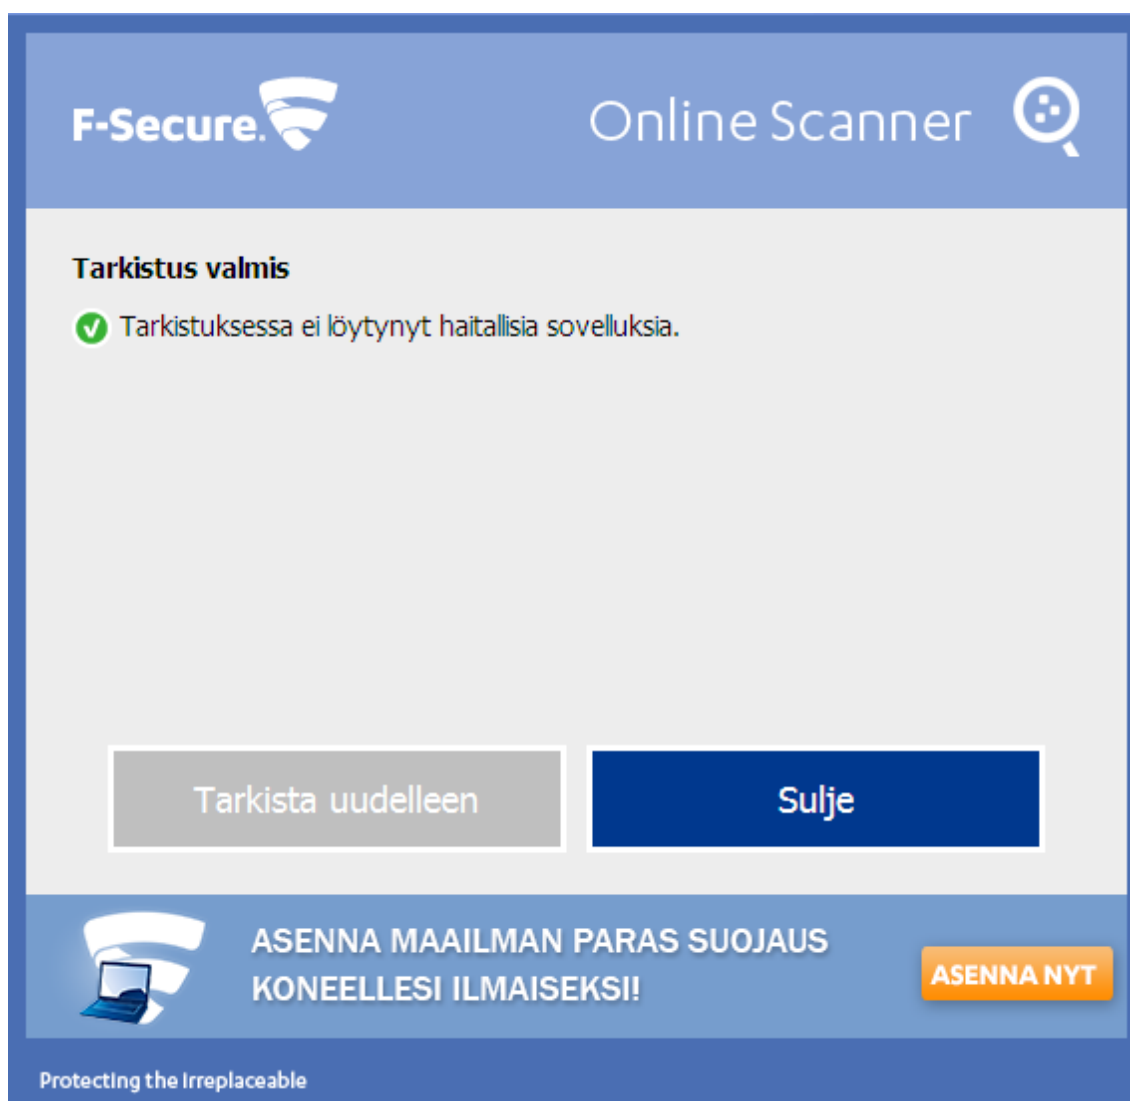 F-Secure.
Online Scanner
Tarkistus valmis
Tarkistuksessa ei löytynyt haitallisia sovelluksia.
Tarkista uudelleen
Sulje
ASENNA MAAILMAN PARAS SUOJAUS
KONEELLESI ILMAISEKSI!
ASENNA NYT
Protecting the irreplaceable